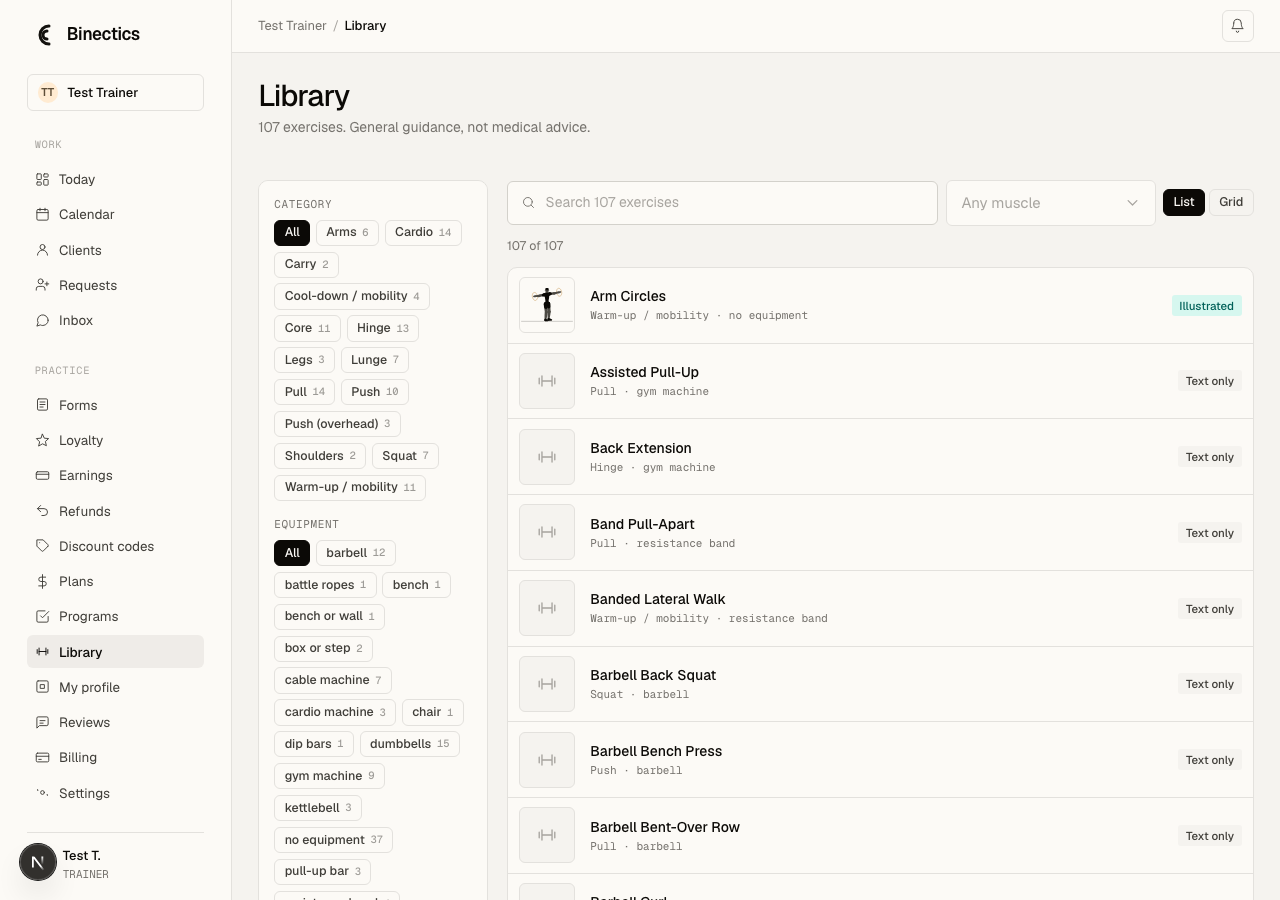 Binectics
TT Test Trainer
WORK
Today
Calendar
Clients
Requests
Inbox
PRACTICE
Forms
Loyalty
Earnings
Refunds
Discount codes
Plans
Programs
Library
My profile
Reviews
Billing
Settings
N Test T.
TRAINER
Test Trainer / Library
Library
107 exercises. General guidance, not medical advice.
CATEGORY
All Arms 6 Cardio 14
Carry 2
Cool-down / mobility 4
Core 11 Hinge 13
Legs 3 Lunge 7
Pull 14 Push 10
Push (overhead) 3
Shoulders 2 Squat 7
Warm-up / mobility 11
EQUIPMENT
All barbell 12
battle ropes 1 bench 1
bench or wall 1
box or step 2
cable machine 7
cardio machine 3 chair 1
dip bars 1 dumbbells 15
gym machine 9
kettlebell 3
no equipment 37
pull-up bar 3
Search 107 exercises
Any muscle
List Grid
107 of 107
Arm Circles
Warm-up / mobility · no equipment
Illustrated
Assisted Pull-Up
Pull · gym machine
Text only
Back Extension
Hinge · gym machine
Text only
Band Pull-Apart
Pull · resistance band
Text only
Banded Lateral Walk
Warm-up / mobility · resistance band
Text only
Barbell Back Squat
Squat · barbell
Text only
Barbell Bench Press
Push · barbell
Text only
Barbell Bent-Over Row
Pull · barbell
Text only